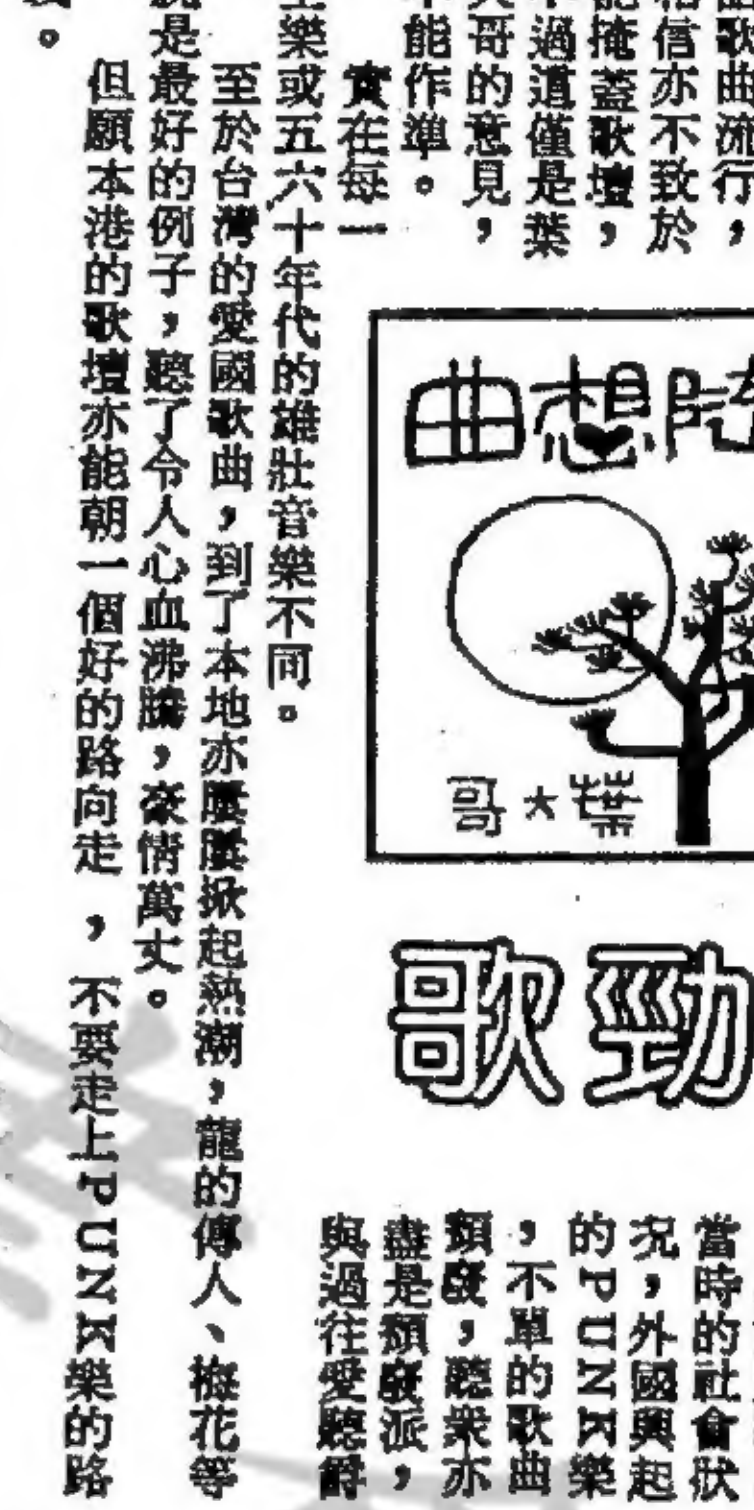 歌曲流行，
相信亦不致於
能掩蓋歌壇，
不過這僅是葉
大哥的意見，
不能作準。
實在每一
當時的社會狀
况，外國興起
的PUNK樂
，不單的歌曲
頹廢，聽衆亦
盡是頹廢派，
與過往愛聽爵
士樂或五六十年代的雄壯音樂不同。
至於台灣的愛國歌曲，到了本地亦屢屢掀起熱潮，龍的傳人、梅花等
就是最好的例子，聽了令人心血沸騰，豪情萬丈。
但願本港的歌壇亦能朝一個好的路向走，不要走上PUNK樂的路
。
陸想曲
葉大哥
勁歌